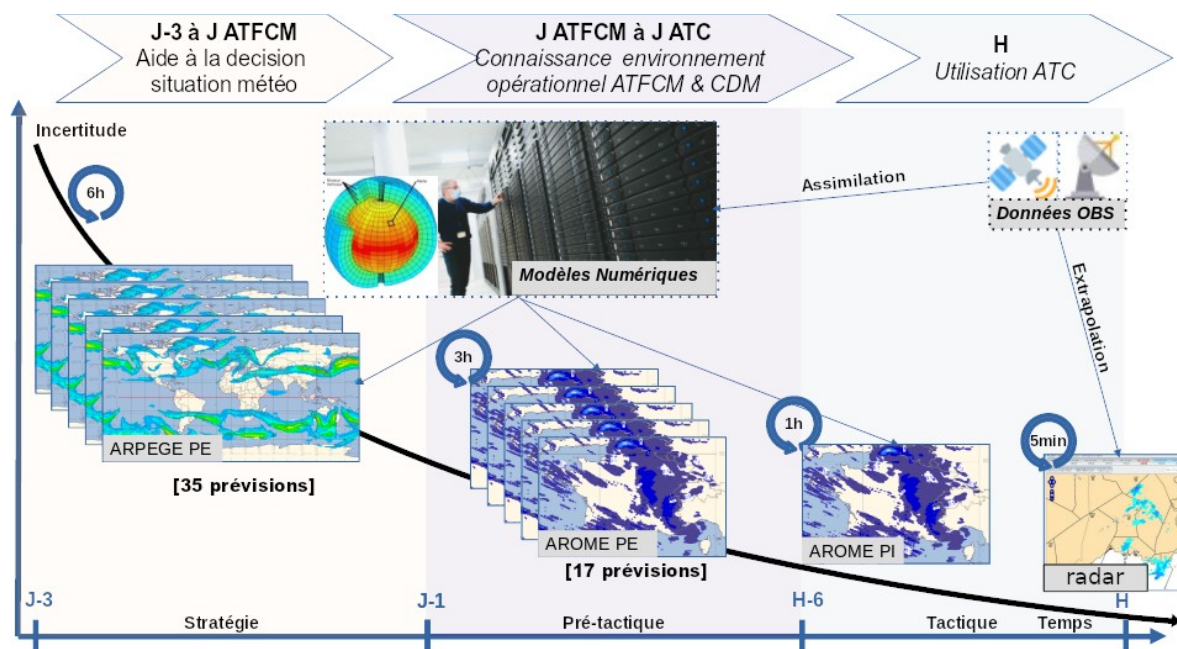 J-3 à J ATFCM
Aide à la decision
situation météo
J ATFCM à J ATC
Connaissance environnement
opérationnel ATFCM & CDM
H
Utilisation ATC
Incertitude
6h
Modèles Numériques
Assimilation
Données OBS
Extrapolation
ARPEGE PE
[35 prévisions]
3h
AROME PE
[17 prévisions]
1h
AROME PI
5min
radar
J-3
J-1
H-6
H
Stratégie
Pré-tactique
Tactique
Temps